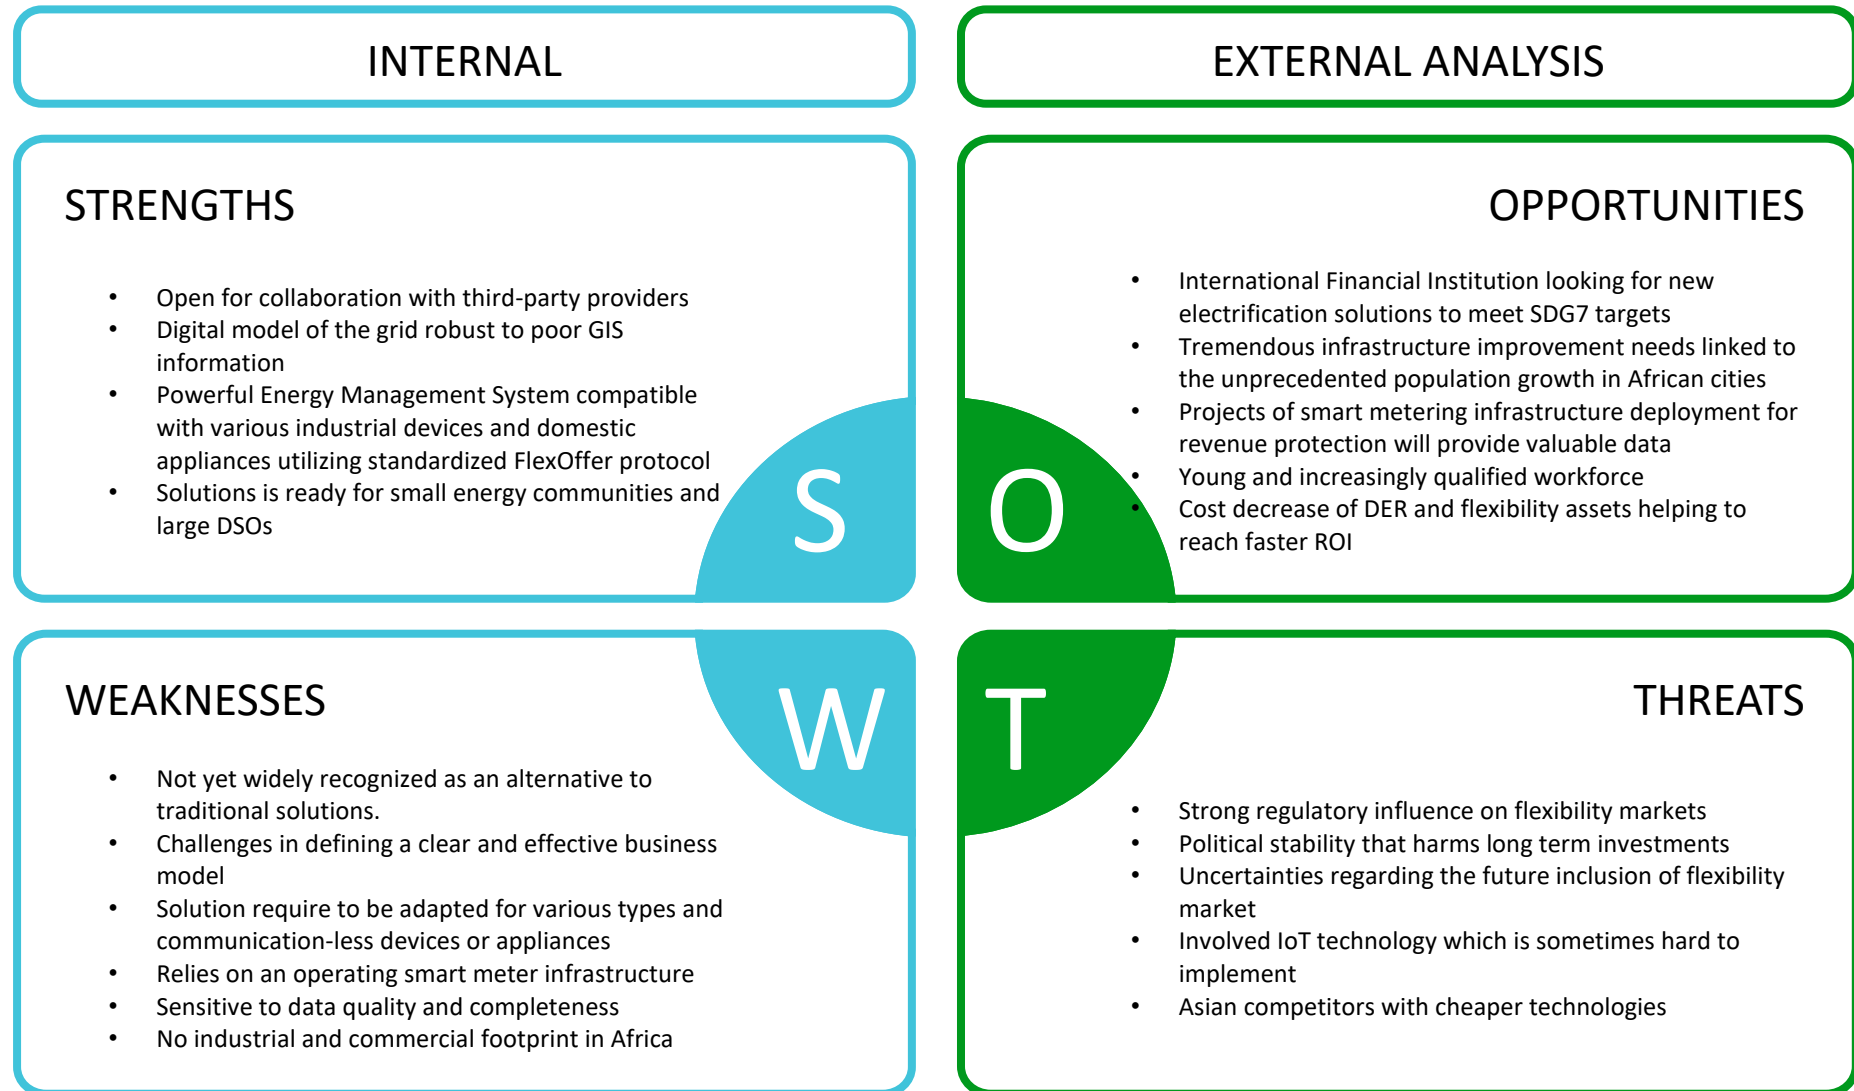 INTERNAL
EXTERNAL ANALYSIS
STRENGTHS
• Open for collaboration with third-party providers
• Digital model of the grid robust to poor GIS
information
• Powerful Energy Management System compatible
with various industrial devices and domestic
appliances utilizing standardized FlexOffer protocol
• Solutions is ready for small energy communities and
large DSOs
S
OPPORTUNITIES
• International Financial Institution looking for new
electrification solutions to meet SDG7 targets
• Tremendous infrastructure improvement needs linked to
the unprecedented population growth in African cities
• Projects of smart metering infrastructure deployment for
revenue protection will provide valuable data
• Young and increasingly qualified workforce
• Cost decrease of DER and flexibility assets helping to
reach faster ROI
O
WEAKNESSES
• Not yet widely recognized as an alternative to
traditional solutions.
• Challenges in defining a clear and effective business
model
• Solution require to be adapted for various types and
communication-less devices or appliances
• Relies on an operating smart meter infrastructure
• Sensitive to data quality and completeness
• No industrial and commercial footprint in Africa
W
THREATS
• Strong regulatory influence on flexibility markets
• Political stability that harms long term investments
• Uncertainties regarding the future inclusion of flexibility
market
• Involved IoT technology which is sometimes hard to
implement
• Asian competitors with cheaper technologies
T